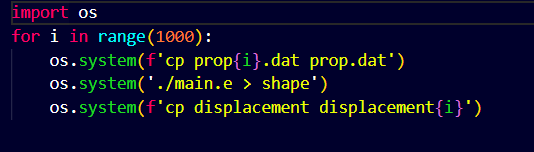 import os
for i in range(1000):
    os.system(f'cp prop{i}.dat prop.dat')
    os.system('./main.e > shape')
    os.system(f'cp displacement displacement{i}')